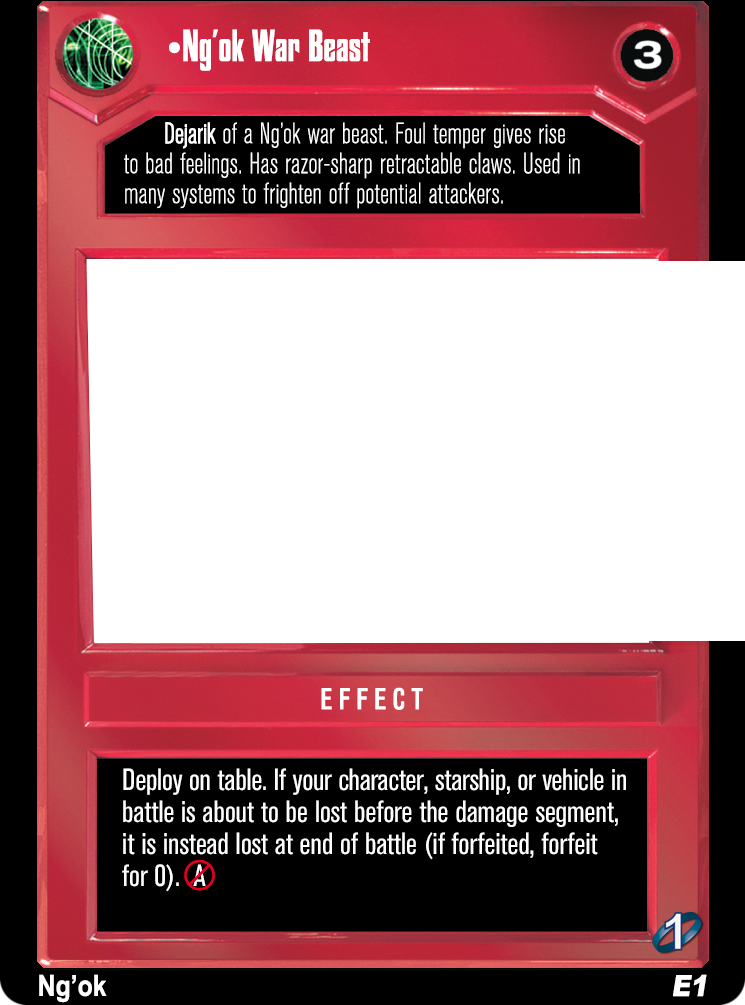 •Ng'ok War Beast
3
Dejarik of a Ng'ok war beast. Foul temper gives rise
to bad feelings. Has razor-sharp retractable claws. Used in
many systems to frighten off potential attackers.
EFFECT
Deploy on table. If your character, starship, or vehicle in
battle is about to be lost before the damage segment,
it is instead lost at end of battle (if forfeited, forfeit
for 0). A
1
Ng'ok
E1